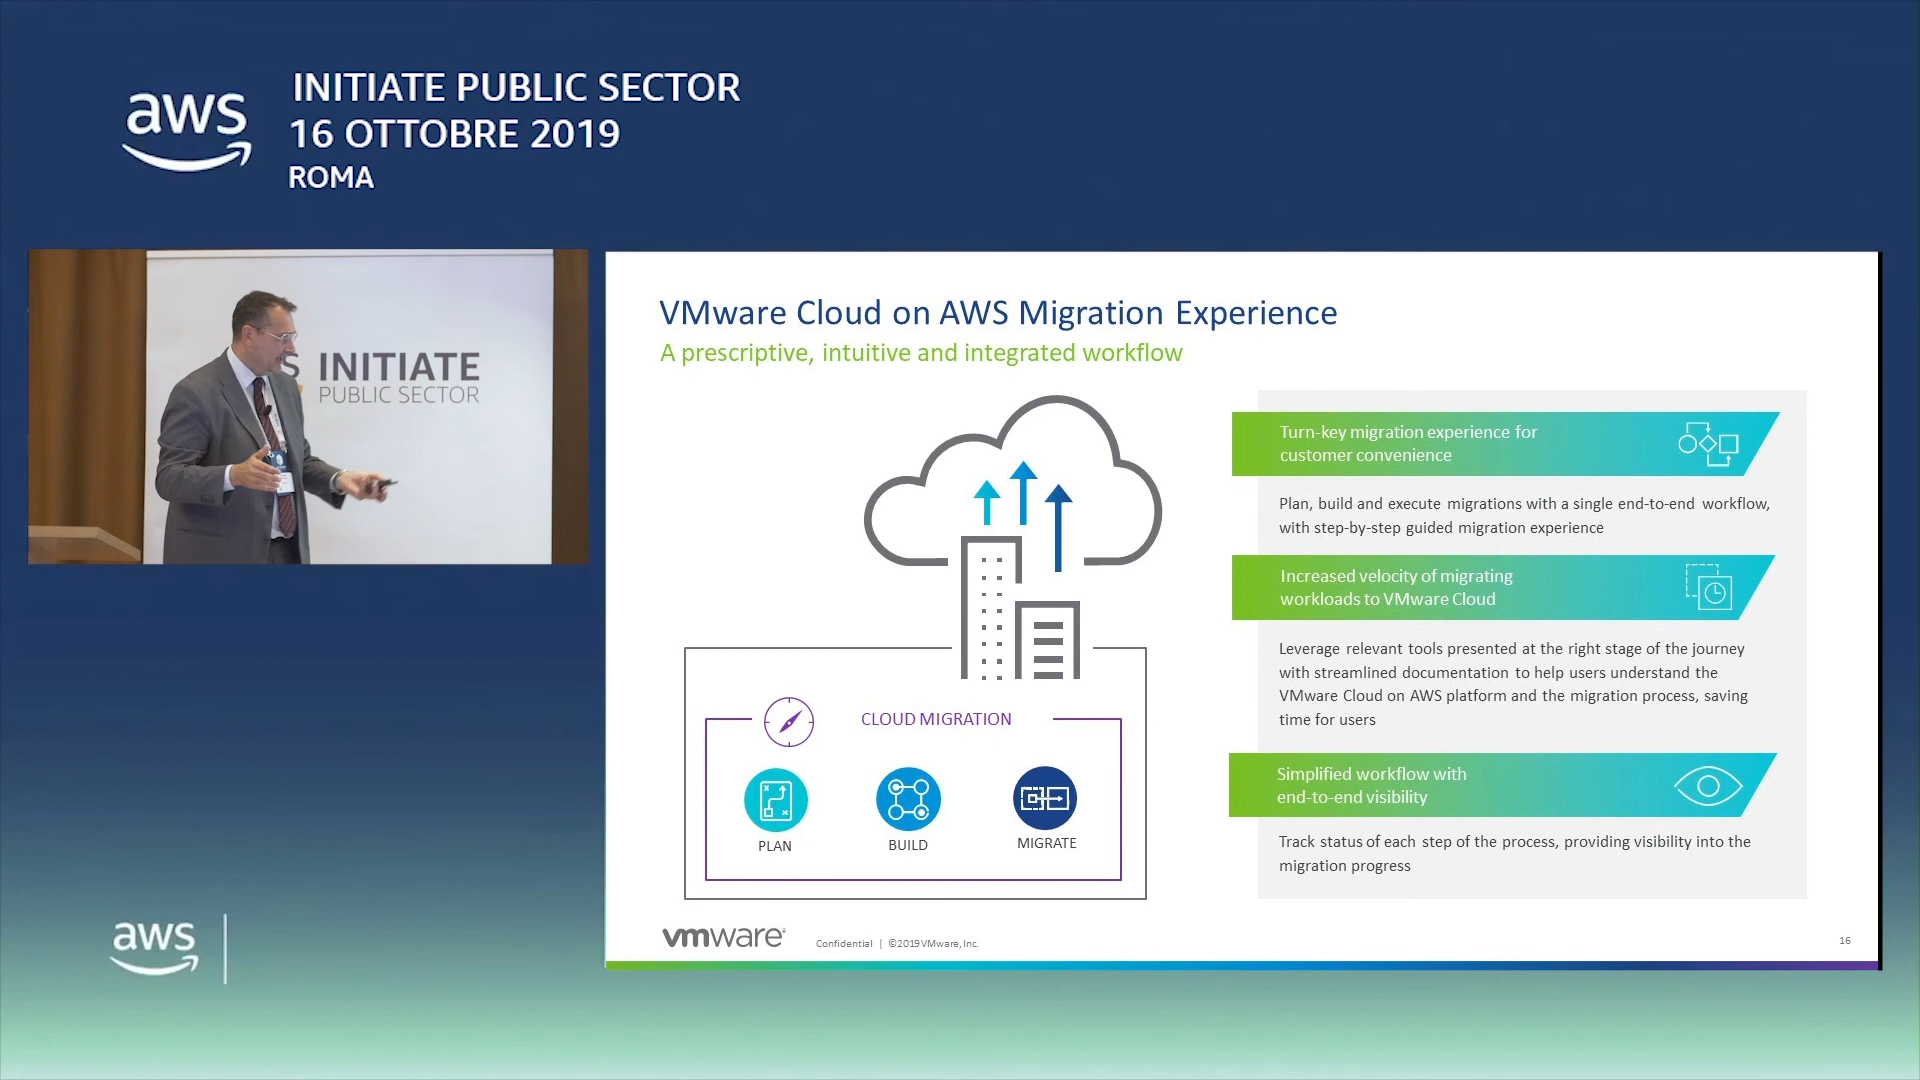 aws
INITIATE PUBLIC SECTOR
16 OTTOBRE 2019
ROMA
S INITIATE
PUBLIC SECTOR
VMware Cloud on AWS Migration Experience
A prescriptive, intuitive and integrated workflow
CLOUD MIGRATION
PLAN
BUILD
MIGRATE
Turn-key migration experience for
customer convenience
Plan, build and execute migrations with a single end-to-end workflow,
with step-by-step guided migration experience
Increased velocity of migrating
workloads to VMware Cloud
Leverage relevant tools presented at the right stage of the journey
with streamlined documentation to help users understand the
VMware Cloud on AWS platform and the migration process, saving
time for users
Simplified workflow with
end-to-end visibility
Track status of each step of the process, providing visibility into the
migration progress
vmware®
Confidential | ©2019 VMware, Inc.
16
aws